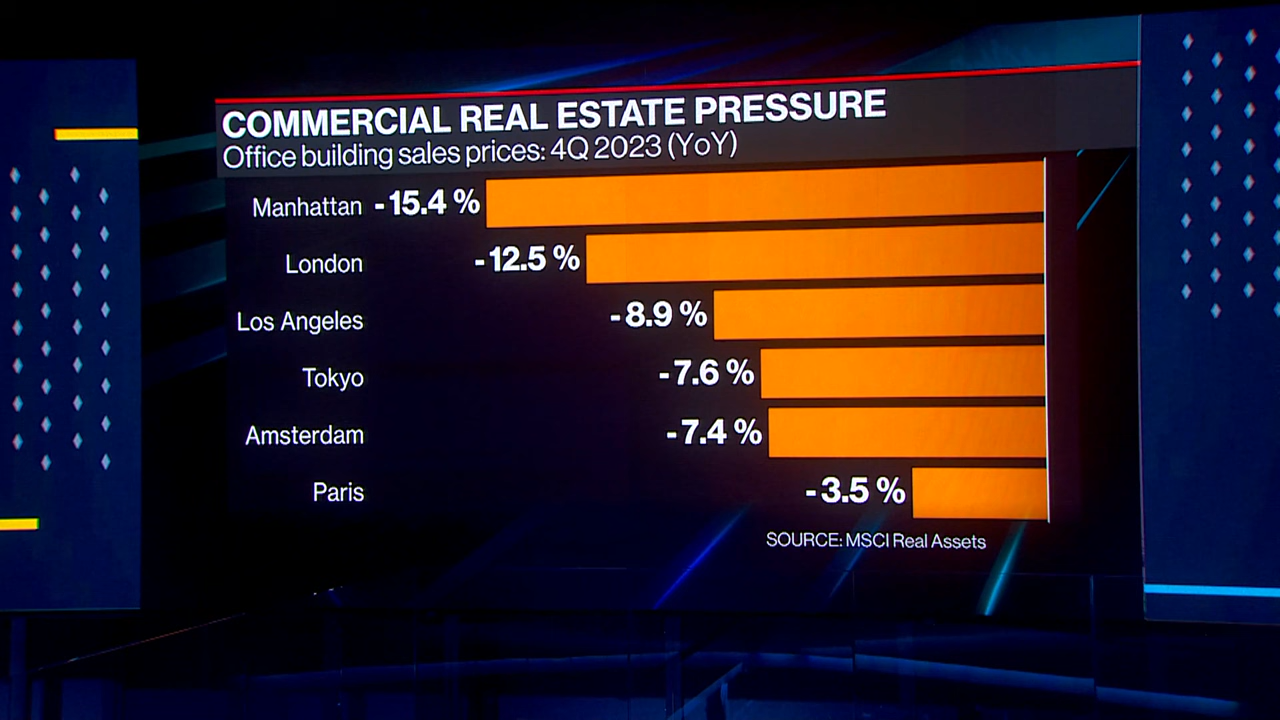 COMMERCIAL REAL ESTATE PRESSURE
Office building sales prices: 4Q 2023 (YoY)
Manhattan -15.4 %
London -12.5 %
Los Angeles -8.9 %
Tokyo -7.6 %
Amsterdam -7.4 %
Paris -3.5 %
SOURCE: MSCI Real Assets